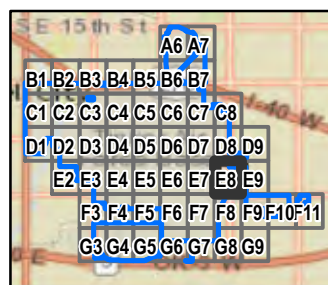 SE 15th St
A6 A7
B1 B2 B3 B4 B5 B6 B7
I-40 W
C1 C2 C3 C4 C5 C6 C7 C8
D1 D2 D3 D4 D5 D6 D7 D8 D9
E2 E3 E4 E5 E6 E7 E8 E9
F3 F4 F5 F6 F7 F8 F9 F10 F11
G3 G4 G5 G6 G7 G8 G9